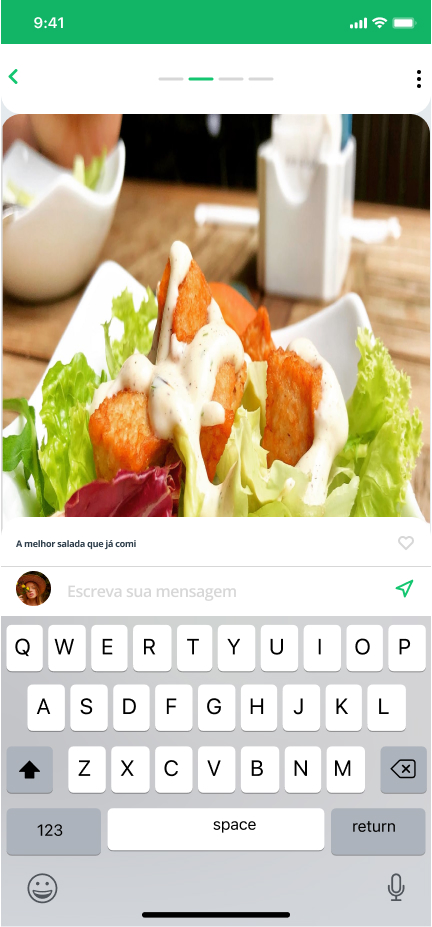 9:41
A melhor salada que já comi
Escreva sua mensagem
Q W E R T Y U I O P
A S D F G H J K L
Z X C V B N M
123 space return